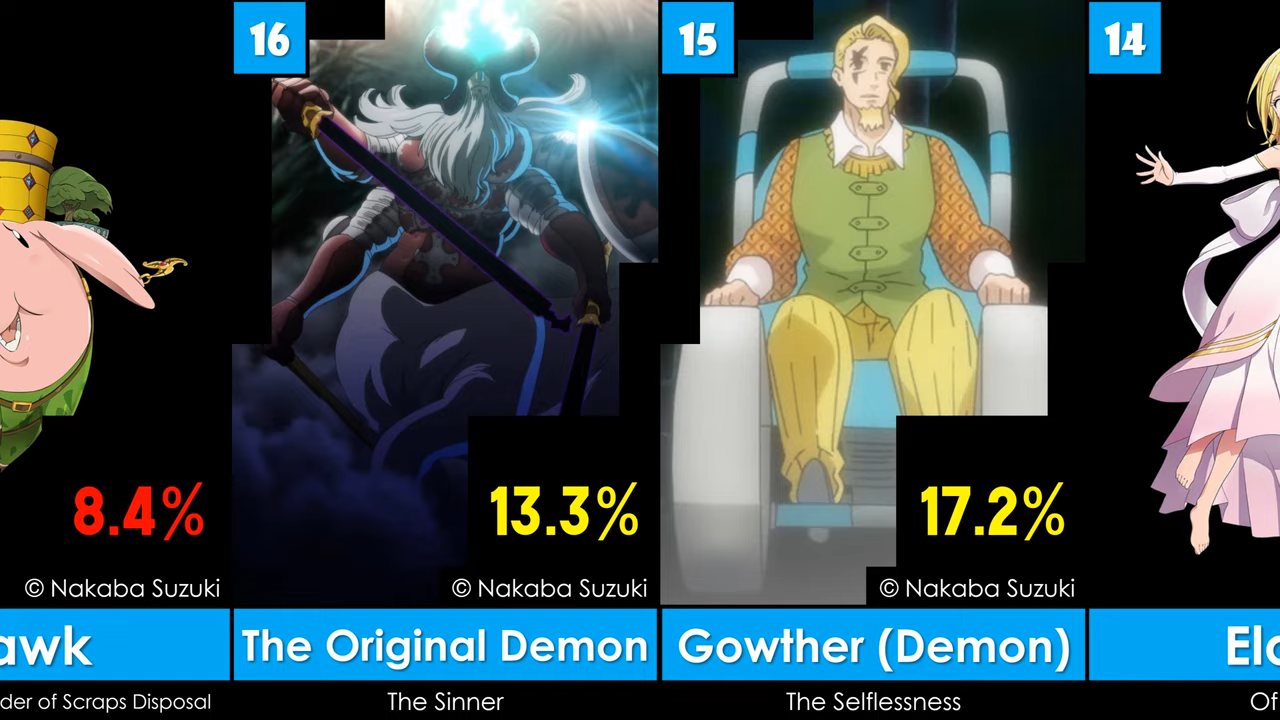 16
15
14
8.4%
13.3%
17.2%
© Nakaba Suzuki
© Nakaba Suzuki
© Nakaba Suzuki
awk
The Original Demon
Gowther (Demon)
Ela
der of Scraps Disposal
The Sinner
The Selflessness
Of